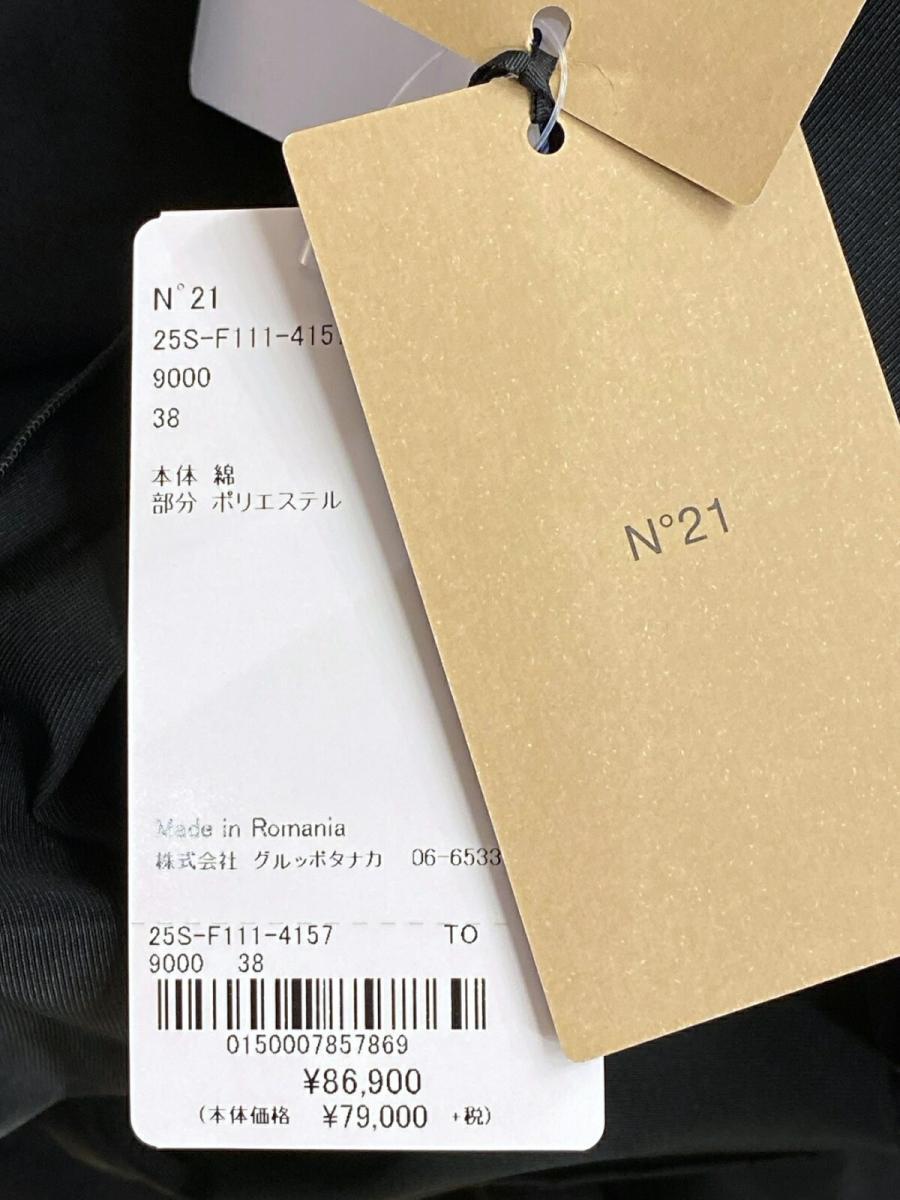 N°21
25S-F111-4157
9000
38
本体 綿
部分 ポリエステル
Made in Romania
株式会社 グルッポタナカ 06-6533
25S-F111-4157 TO
9000 38
0150007857869
¥86,900
(本体価格 ¥79,000 +税)
N°21